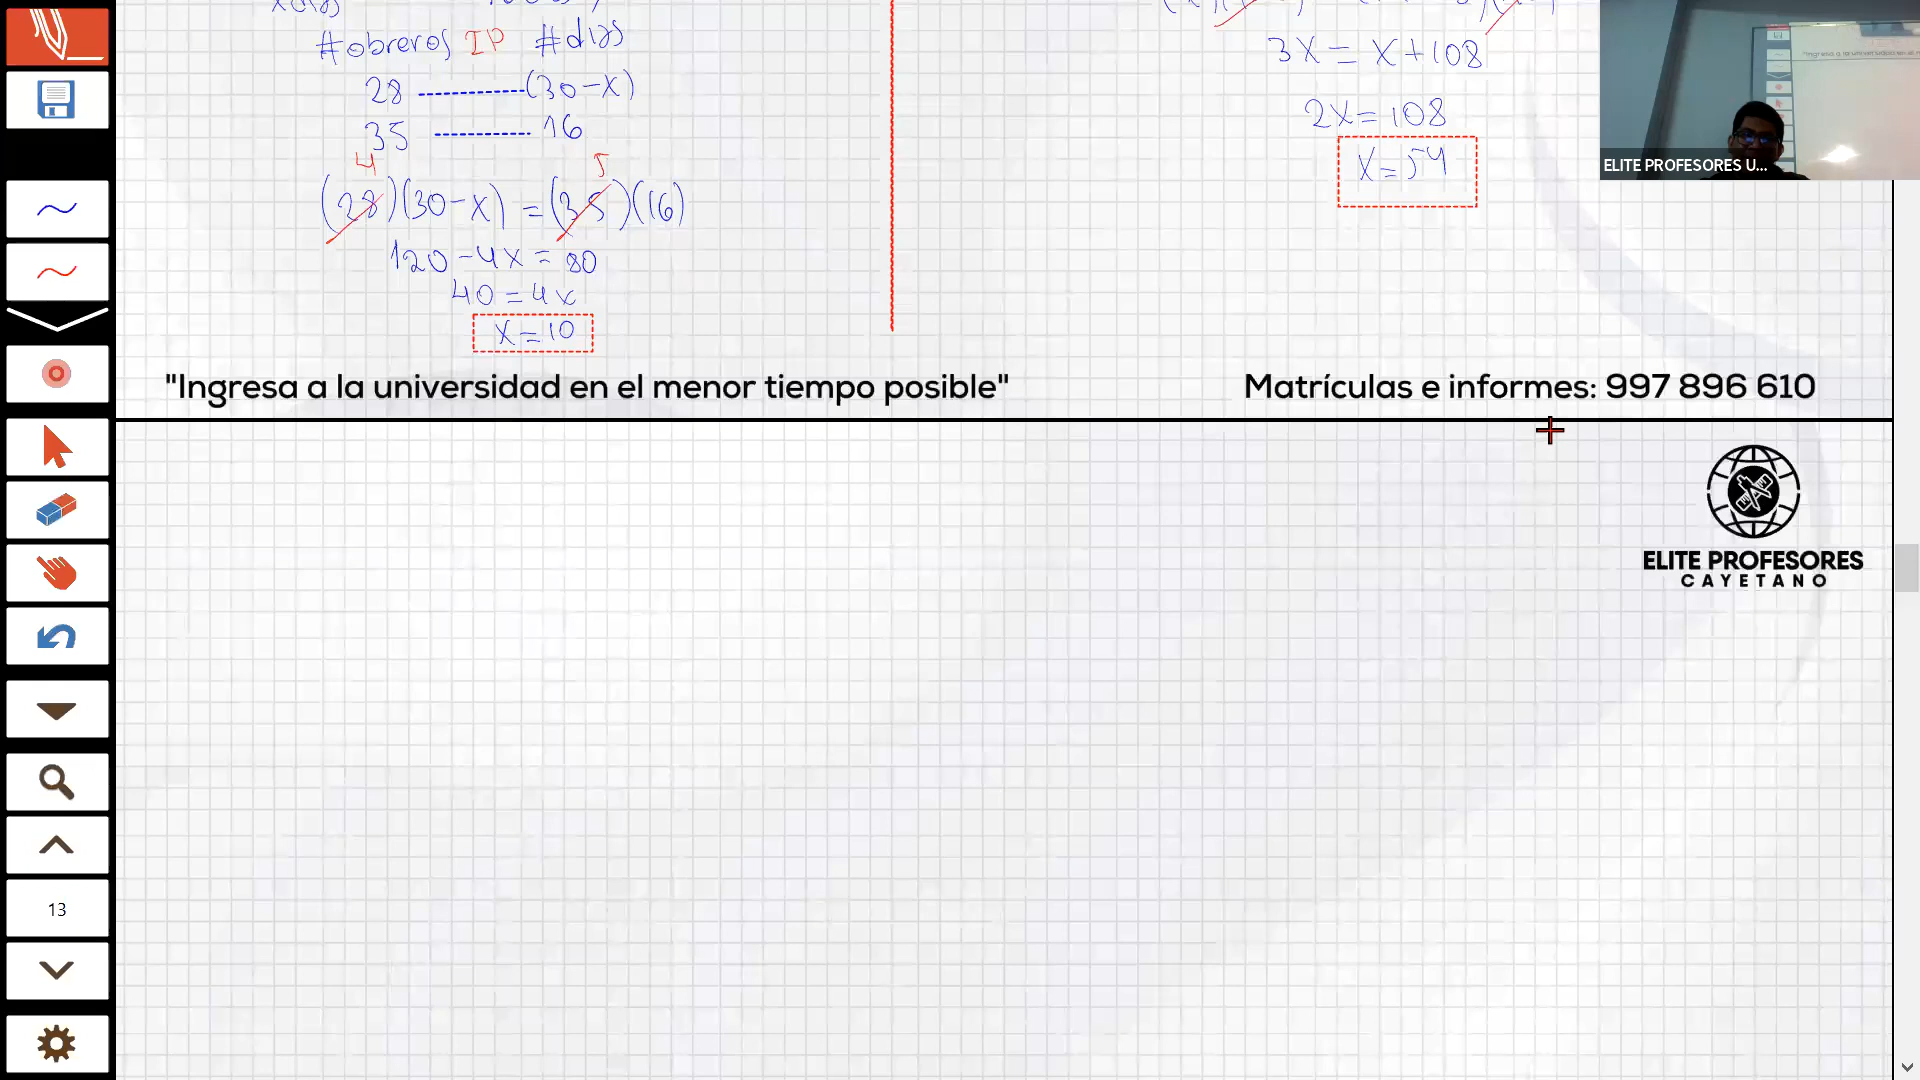 #obreros IP #días
28 ------------ (30-x)
35 ------------ 16
4 5
(28)(30-x) = (35)(16)
120-4x = 80
40 = 4x
x = 10
3x = x+108
2x = 108
x = 54
ELITE PROFESORES U...
"Ingresa a la universidad en el menor tiempo posible"
Matrículas e informes: 997 896 610
ELITE PROFESORES
CAYETANO
13